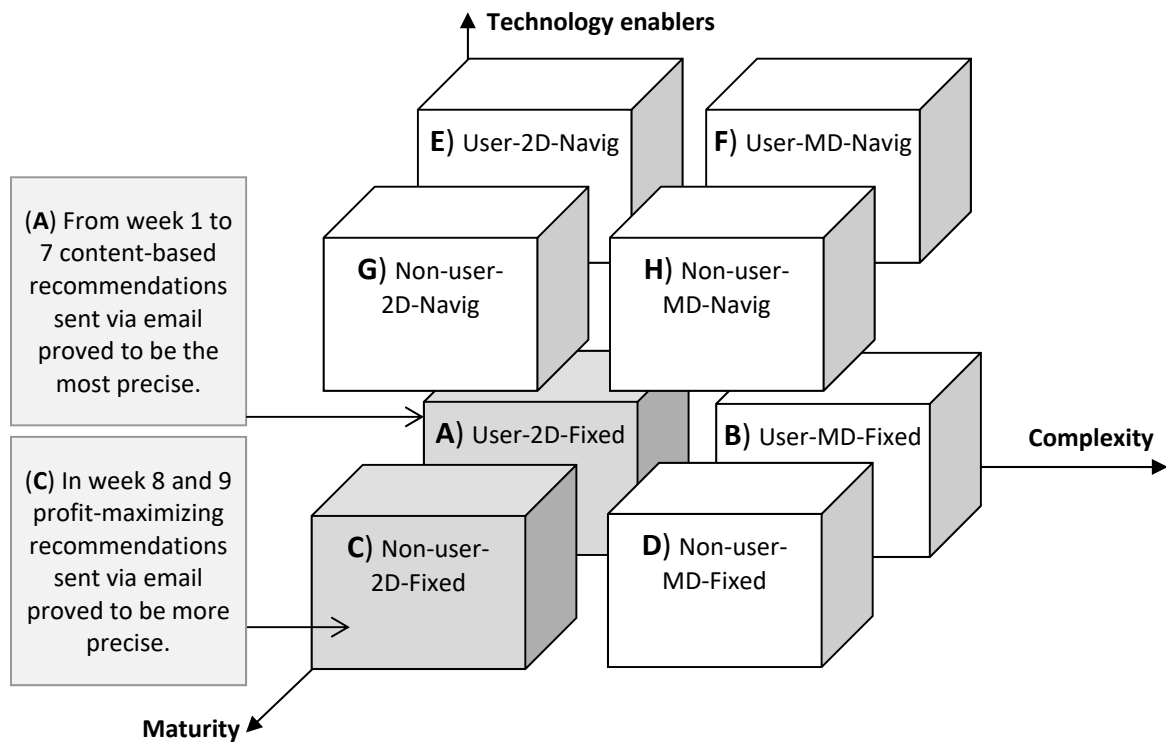 Technology enablers
E) User-2D-Navig
F) User-MD-Navig
(A) From week 1 to
7 content-based
recommendations
sent via email
proved to be the
most precise.
G) Non-user-
2D-Navig
H) Non-user-
MD-Navig
A) User-2D-Fixed
B) User-MD-Fixed
Complexity
(C) In week 8 and 9
profit-maximizing
recommendations
sent via email
proved to be more
precise.
C) Non-user-
2D-Fixed
D) Non-user-
MD-Fixed
Maturity